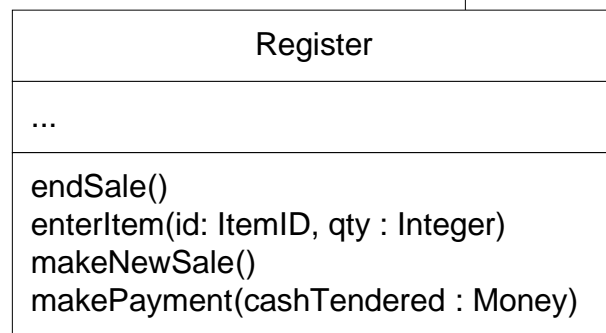 Register
...
endSale()
enterItem(id: ItemID, qty : Integer)
makeNewSale()
makePayment(cashTendered : Money)